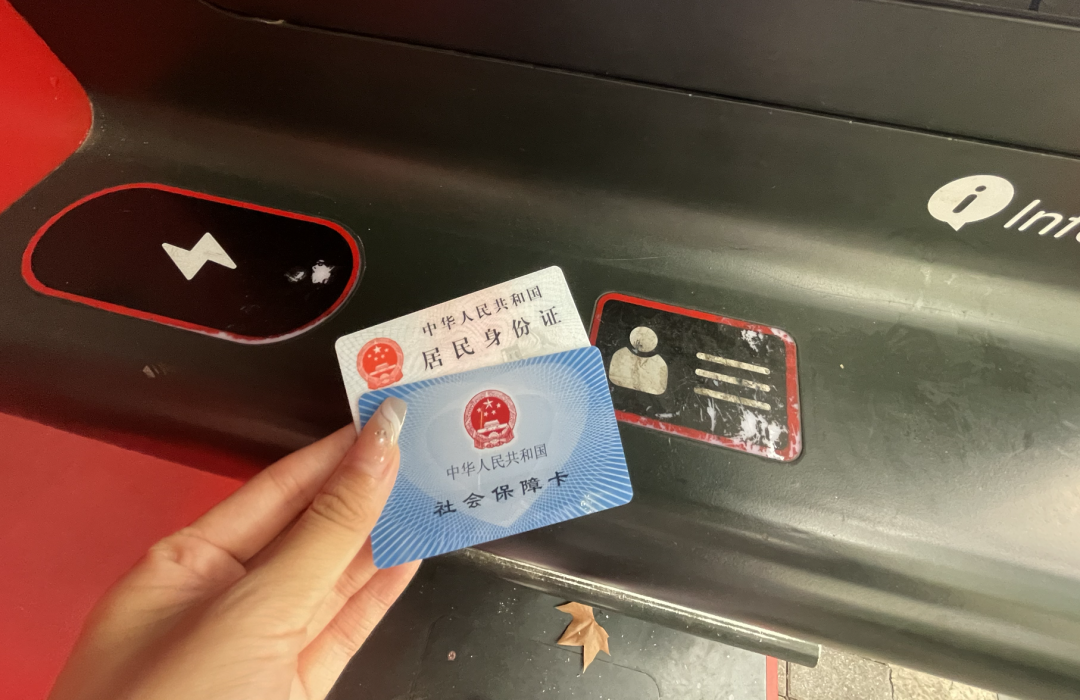 中华人民共和国
居民身份证
中华人民共和国
社会保障卡
i Info